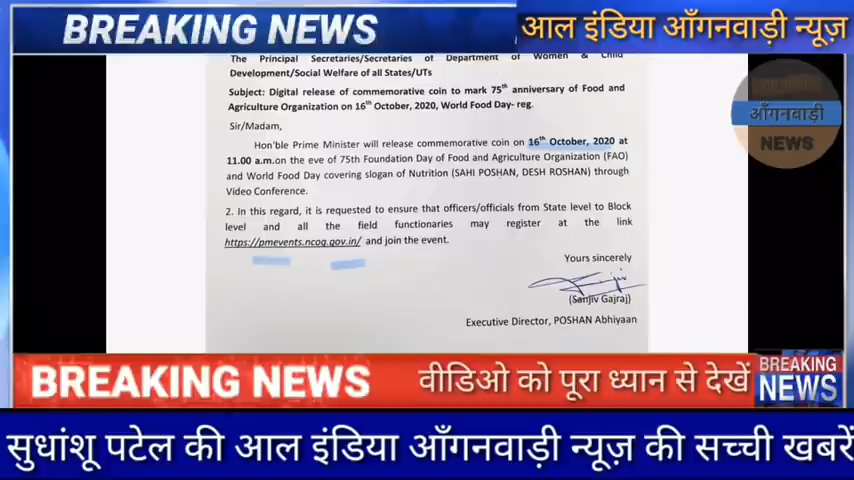 BREAKING NEWS
आल इंडिया आँगनवाड़ी न्यूज़
The Principal Secretaries/Secretaries of Department of Women & Child
Development/Social Welfare of all States/UTs
Subject: Digital release of commemorative coin to mark 75th anniversary of Food and
Agriculture Organization on 16th October, 2020, World Food Day- reg.
Sir/Madam,
Hon'ble Prime Minister will release commemorative coin on 16th October, 2020 at
11.00 a.m.on the eve of 75th Foundation Day of Food and Agriculture Organization (FAO)
and World Food Day covering slogan of Nutrition (SAHI POSHAN, DESH ROSHAN) through
Video Conference.
2. In this regard, it is requested to ensure that officers/officials from State level to Block
level and all the field functionaries may register at the link
https://pmevents.ncog.gov.in/ and join the event.
Yours sincerely
(Sanjiv Gajraj)
Executive Director, POSHAN Abhiyaan
आँगनवाड़ी
NEWS
BREAKING NEWS
वीडिओ को पूरा ध्यान से देखें
BREAKING
NEWS
सुधांशू पटेल की आल इंडिया आँगनवाड़ी न्यूज़ की सच्ची खबरें